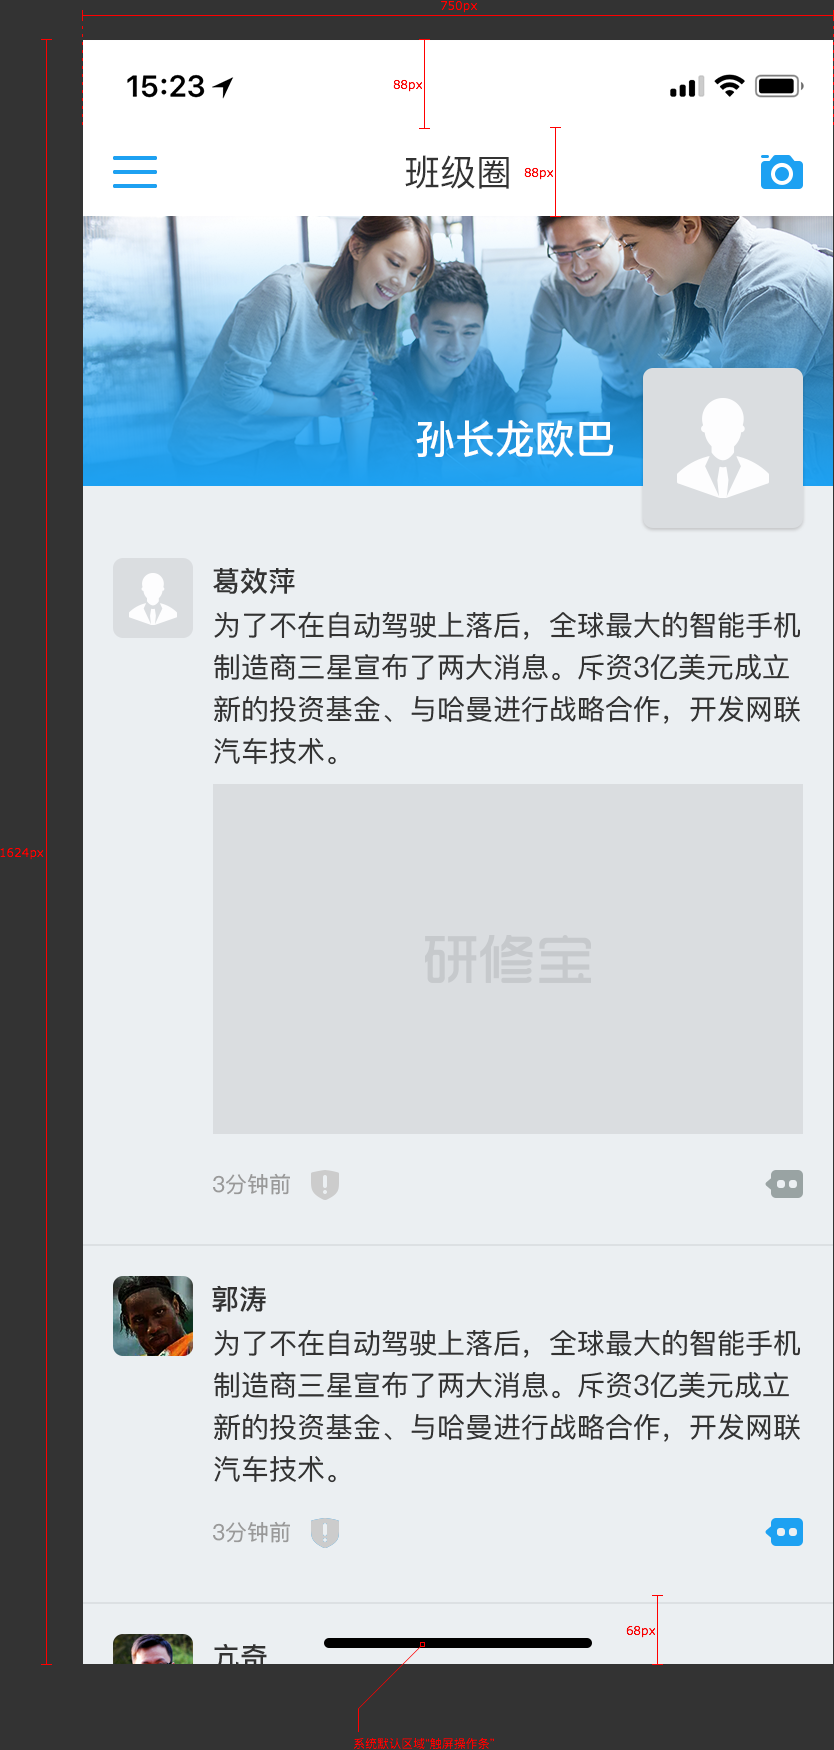 750px
15:23
88px
班级圈
88px
孙长龙欧巴
葛效萍
为了不在自动驾驶上落后，全球最大的智能手机
制造商三星宣布了两大消息。斥资3亿美元成立
新的投资基金、与哈曼进行战略合作，开发网联
汽车技术。
1624px
研修宝
3分钟前
郭涛
为了不在自动驾驶上落后，全球最大的智能手机
制造商三星宣布了两大消息。斥资3亿美元成立
新的投资基金、与哈曼进行战略合作，开发网联
汽车技术。
3分钟前
68px
亢奇
系统默认区域“触屏操作条”